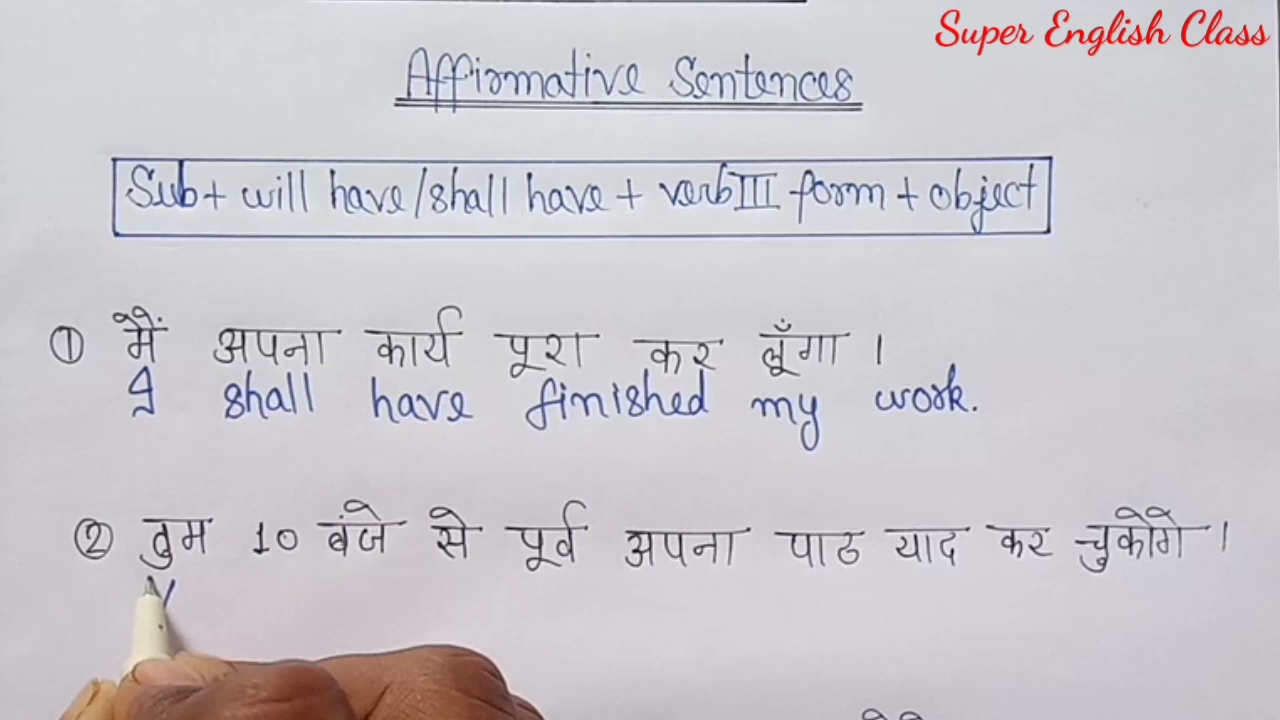 Super English Class
Affirmative Sentences
Sub + will have/shall have + verb III form + object
① मैं अपना कार्य पूरा कर लूँगा ।
I shall have finished my work.
② तुम 10 बंजे से पूर्व अपना पाठ याद कर चुकोगे ।